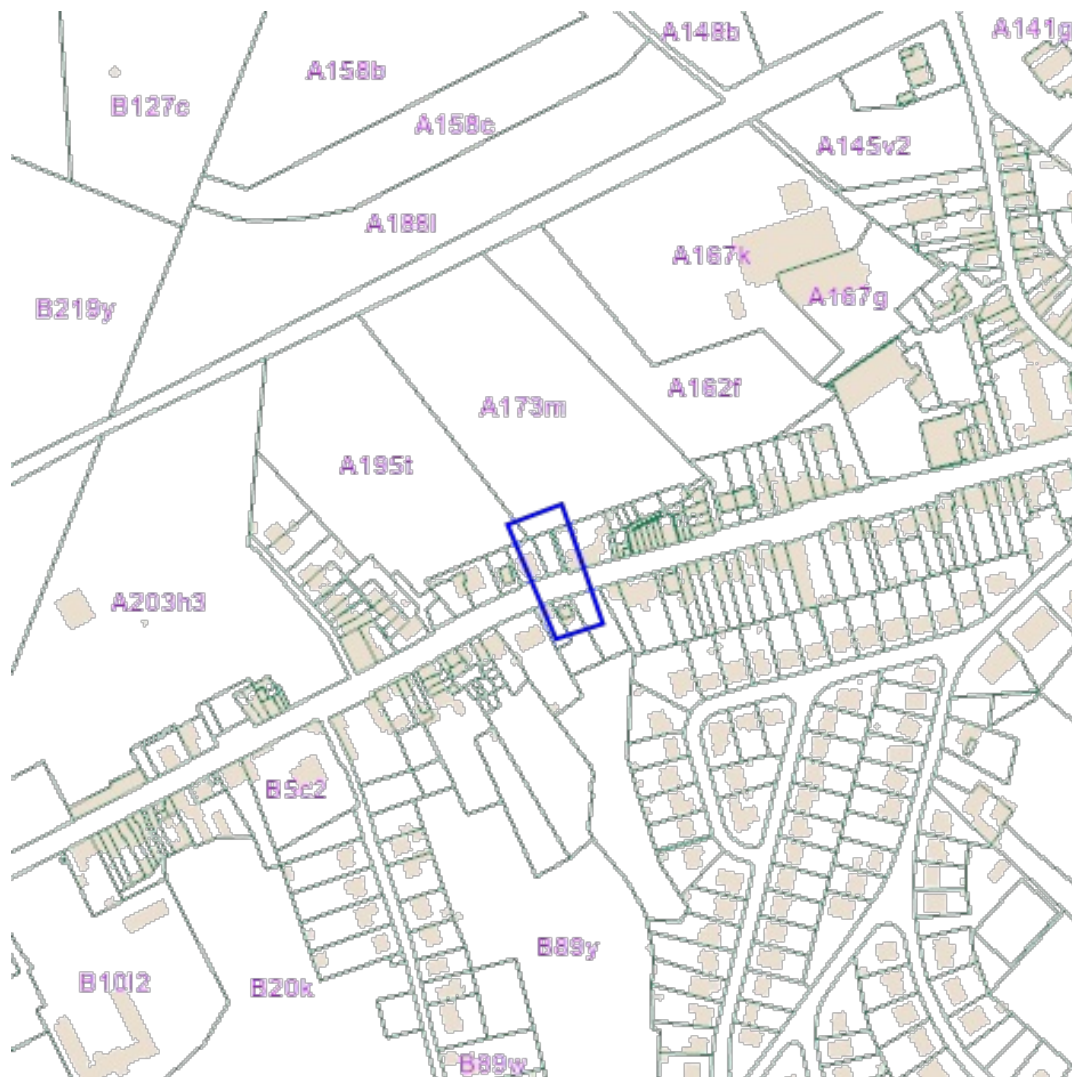 A148b
A141g
A158b
B127c
A158c
A145v2
A188l
A167k
B219y
A167g
A162f
A173m
A195t
A203h3
B5c2
B89y
B10l2
B20k
B89w